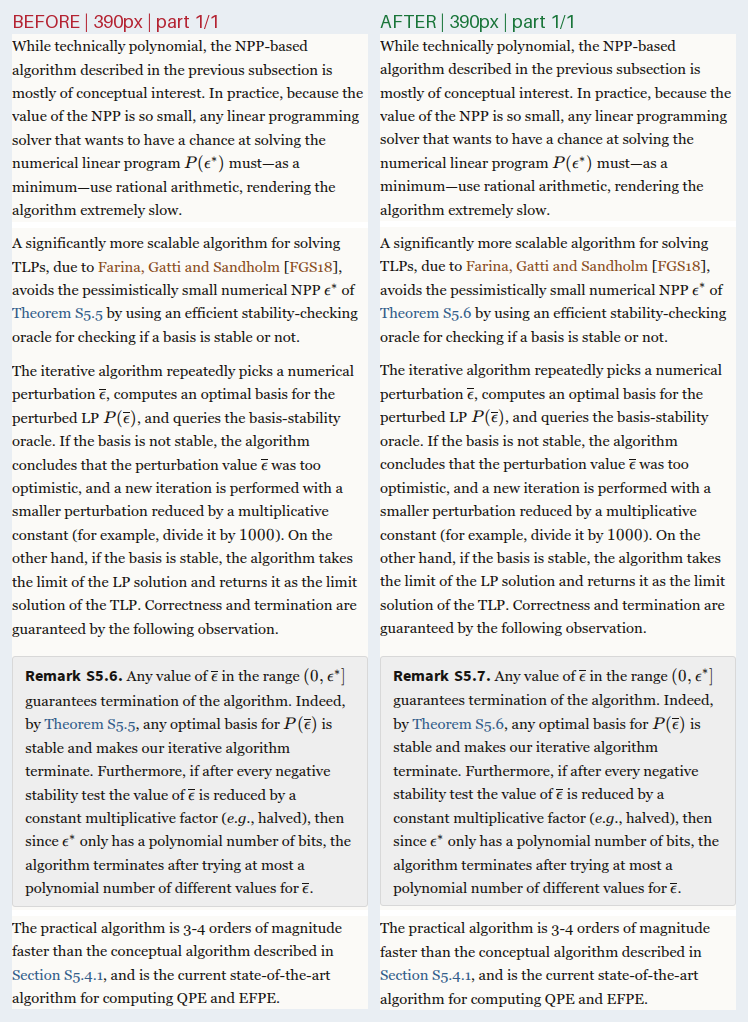 BEFORE | 390px | part 1/1
While technically polynomial, the NPP-based
algorithm described in the previous subsection is
mostly of conceptual interest. In practice, because the
value of the NPP is so small, any linear programming
solver that wants to have a chance at solving the
numerical linear program P(ϵ*) must—as a
minimum—use rational arithmetic, rendering the
algorithm extremely slow.
A significantly more scalable algorithm for solving
TLPs, due to Farina, Gatti and Sandholm [FGS18],
avoids the pessimistically small numerical NPP ϵ* of
Theorem S5.5 by using an efficient stability-checking
oracle for checking if a basis is stable or not.
The iterative algorithm repeatedly picks a numerical
perturbation ϵ̅, computes an optimal basis for the
perturbed LP P(ϵ̅), and queries the basis-stability
oracle. If the basis is not stable, the algorithm
concludes that the perturbation value ϵ̅ was too
optimistic, and a new iteration is performed with a
smaller perturbation reduced by a multiplicative
constant (for example, divide it by 1000). On the
other hand, if the basis is stable, the algorithm takes
the limit of the LP solution and returns it as the limit
solution of the TLP. Correctness and termination are
guaranteed by the following observation.
Remark S5.6. Any value of ϵ̅ in the range (0, ϵ*]
guarantees termination of the algorithm. Indeed,
by Theorem S5.5, any optimal basis for P(ϵ̅) is
stable and makes our iterative algorithm
terminate. Furthermore, if after every negative
stability test the value of ϵ̅ is reduced by a
constant multiplicative factor (e.g., halved), then
since ϵ* only has a polynomial number of bits, the
algorithm terminates after trying at most a
polynomial number of different values for ϵ̅.
The practical algorithm is 3-4 orders of magnitude
faster than the conceptual algorithm described in
Section S5.4.1, and is the current state-of-the-art
algorithm for computing QPE and EFPE.
AFTER | 390px | part 1/1
While technically polynomial, the NPP-based
algorithm described in the previous subsection is
mostly of conceptual interest. In practice, because the
value of the NPP is so small, any linear programming
solver that wants to have a chance at solving the
numerical linear program P(ϵ*) must—as a
minimum—use rational arithmetic, rendering the
algorithm extremely slow.
A significantly more scalable algorithm for solving
TLPs, due to Farina, Gatti and Sandholm [FGS18],
avoids the pessimistically small numerical NPP ϵ* of
Theorem S5.6 by using an efficient stability-checking
oracle for checking if a basis is stable or not.
The iterative algorithm repeatedly picks a numerical
perturbation ϵ̅, computes an optimal basis for the
perturbed LP P(ϵ̅), and queries the basis-stability
oracle. If the basis is not stable, the algorithm
concludes that the perturbation value ϵ̅ was too
optimistic, and a new iteration is performed with a
smaller perturbation reduced by a multiplicative
constant (for example, divide it by 1000). On the
other hand, if the basis is stable, the algorithm takes
the limit of the LP solution and returns it as the limit
solution of the TLP. Correctness and termination are
guaranteed by the following observation.
Remark S5.7. Any value of ϵ̅ in the range (0, ϵ*]
guarantees termination of the algorithm. Indeed,
by Theorem S5.6, any optimal basis for P(ϵ̅) is
stable and makes our iterative algorithm
terminate. Furthermore, if after every negative
stability test the value of ϵ̅ is reduced by a
constant multiplicative factor (e.g., halved), then
since ϵ* only has a polynomial number of bits, the
algorithm terminates after trying at most a
polynomial number of different values for ϵ̅.
The practical algorithm is 3-4 orders of magnitude
faster than the conceptual algorithm described in
Section S5.4.1, and is the current state-of-the-art
algorithm for computing QPE and EFPE.